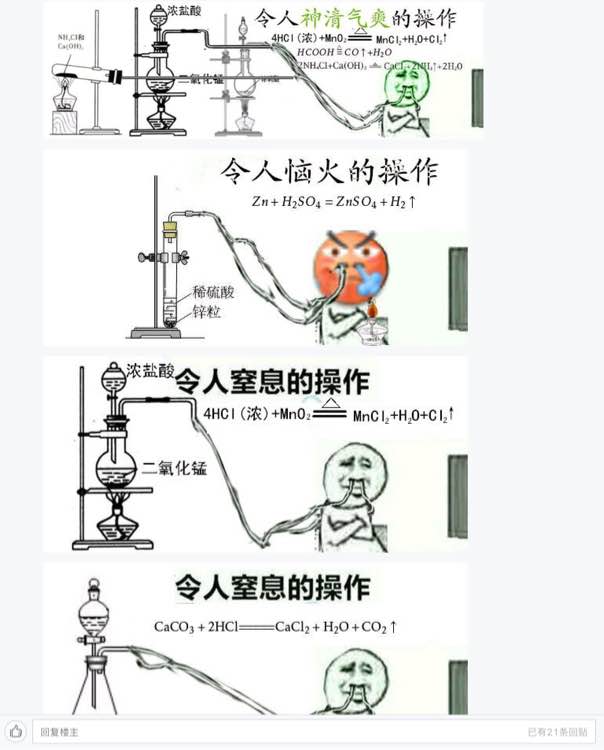 浓盐酸
令人神清气爽的操作
NH₄Cl和
Ca(OH)₂
4HCl(浓)+MnO₂ ≜ MnCl₂+H₂O+Cl₂↑
HCOOH ≜ CO↑+H₂O
2NH₄Cl+Ca(OH)₂ ≜ CaCl₂+2NH₃↑+2H₂O
二氧化锰
令人恼火的操作
Zn+H₂SO₄=ZnSO₄+H₂↑
稀硫酸
锌粒
浓盐酸
令人窒息的操作
4HCl(浓)+MnO₂ ≜ MnCl₂+H₂O+Cl₂↑
二氧化锰
令人窒息的操作
CaCO₃+2HCl══CaCl₂+H₂O+CO₂↑
回复楼主
已有21条回贴